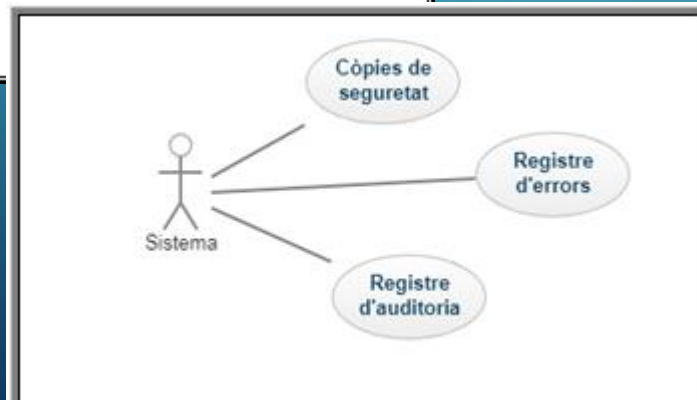 Còpies de
seguretat
Registre
d'errors
Sistema
Registre
d'auditoria